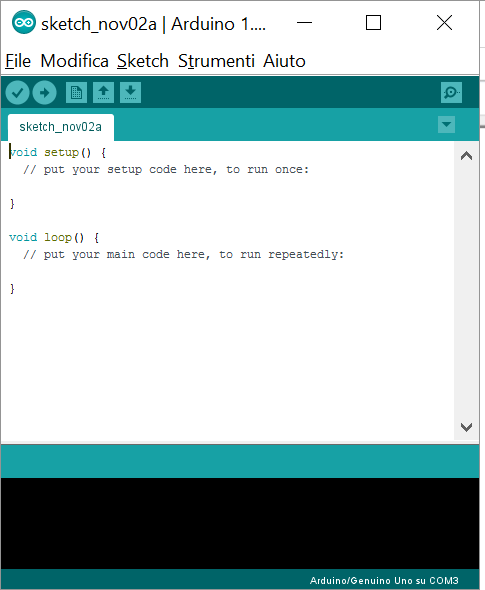 sketch_nov02a | Arduino 1....
File Modifica Sketch Strumenti Aiuto
sketch_nov02a
void setup() {
  // put your setup code here, to run once:
}
void loop() {
  // put your main code here, to run repeatedly:
}
Arduino/Genuino Uno su COM3